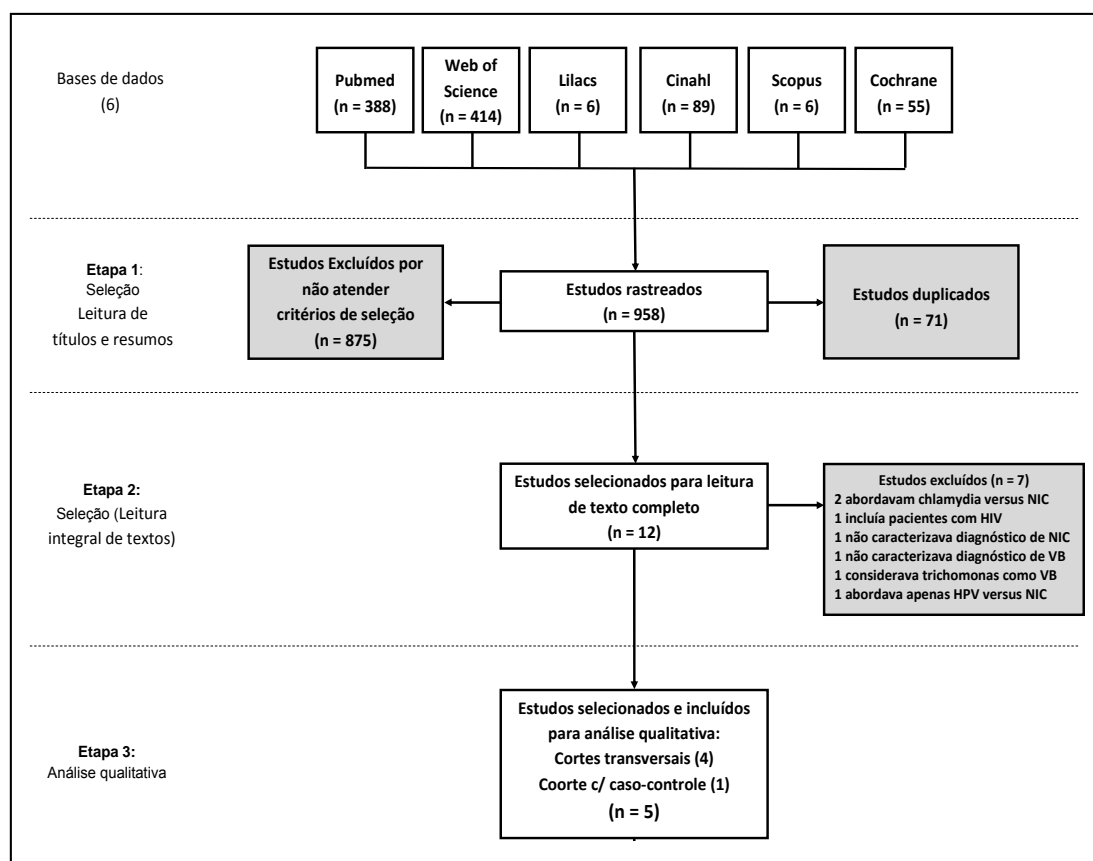 Bases de dados
(6)
Pubmed
(n = 388)
Web of
Science
(n = 414)
Lilacs
(n = 6)
Cinahl
(n = 89)
Scopus
(n = 6)
Cochrane
(n = 55)
Etapa 1:
Seleção
Leitura de
títulos e resumos
Estudos Excluídos por
não atender
critérios de seleção
(n = 875)
Estudos rastreados
(n = 958)
Estudos duplicados
(n = 71)
Etapa 2:
Seleção (Leitura
integral de textos)
Estudos selecionados para leitura
de texto completo
(n = 12)
Estudos excluídos (n = 7)
2 abordavam chlamydia versus NIC
1 incluía pacientes com HIV
1 não caracterizava diagnóstico de NIC
1 não caracterizava diagnóstico de VB
1 considerava trichomonas como VB
1 abordava apenas HPV versus NIC
Etapa 3:
Análise qualitativa
Estudos selecionados e incluídos
para análise qualitativa:
Cortes transversais (4)
Coorte c/ caso-controle (1)
(n = 5)